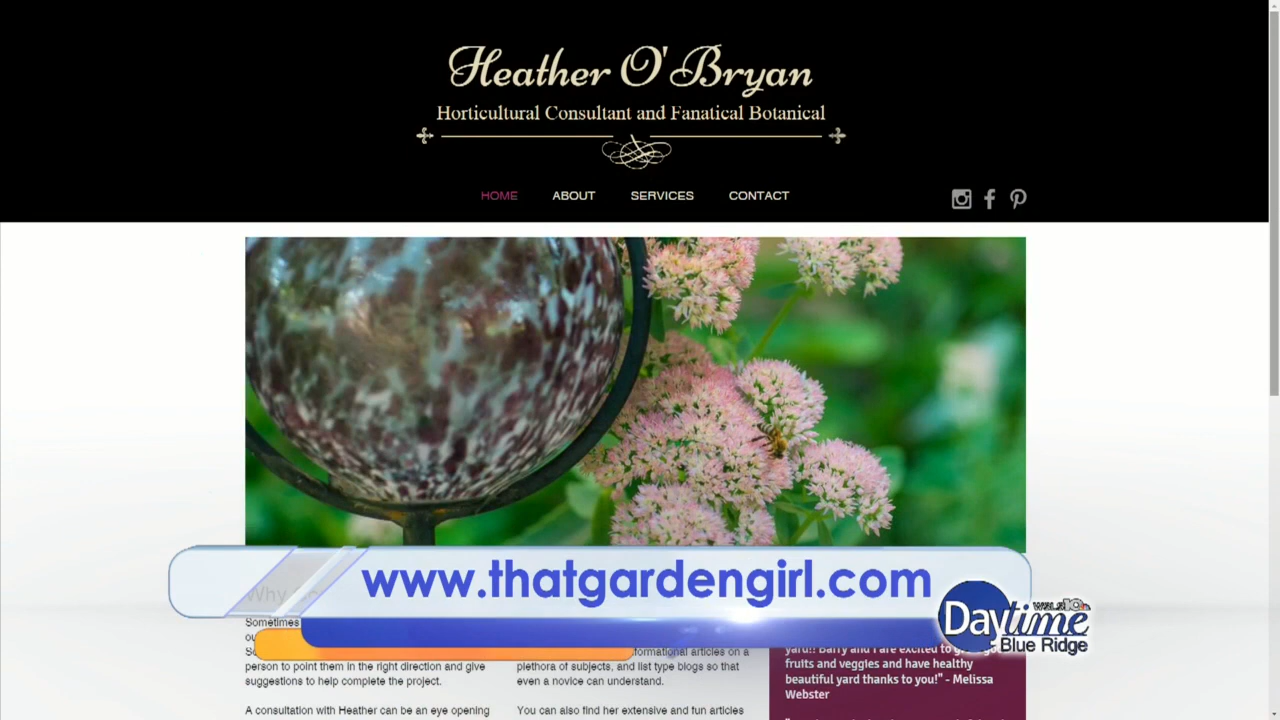 Heather O'Bryan
Horticultural Consultant and Fanatical Botanical
HOME ABOUT SERVICES CONTACT
www.thatgardengirl.com
WSLS 10
Daytime
Blue Ridge
Why
Sometimes
person to point them in the right direction and give
suggestions to help complete the project.
A consultation with Heather can be an eye opening
articles on a
plethora of subjects, and list type blogs so that
even a novice can understand.
You can also find her extensive and fun articles
yard!! Barry and I are excited to
fruits and veggies and have healthy
beautiful yard thanks to you!" - Melissa
Webster